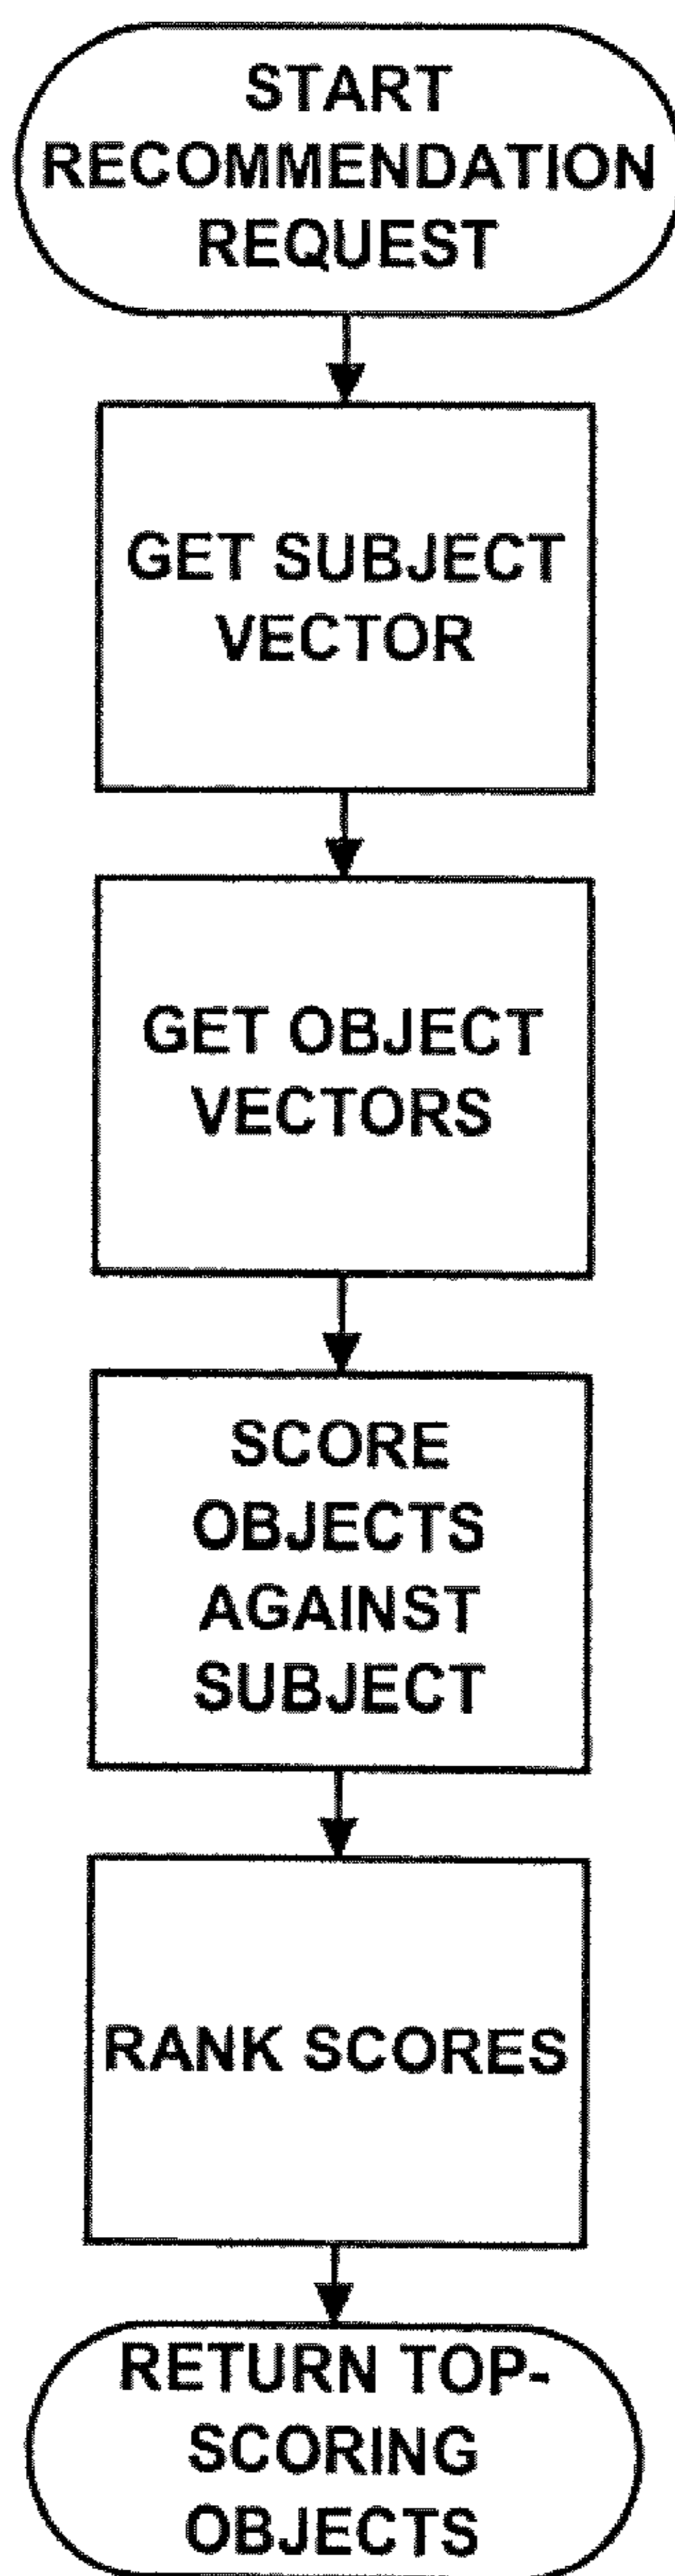 START
RECOMMENDATION
REQUEST
GET SUBJECT
VECTOR
GET OBJECT
VECTORS
SCORE
OBJECTS
AGAINST
SUBJECT
RANK SCORES
RETURN TOP-
SCORING
OBJECTS